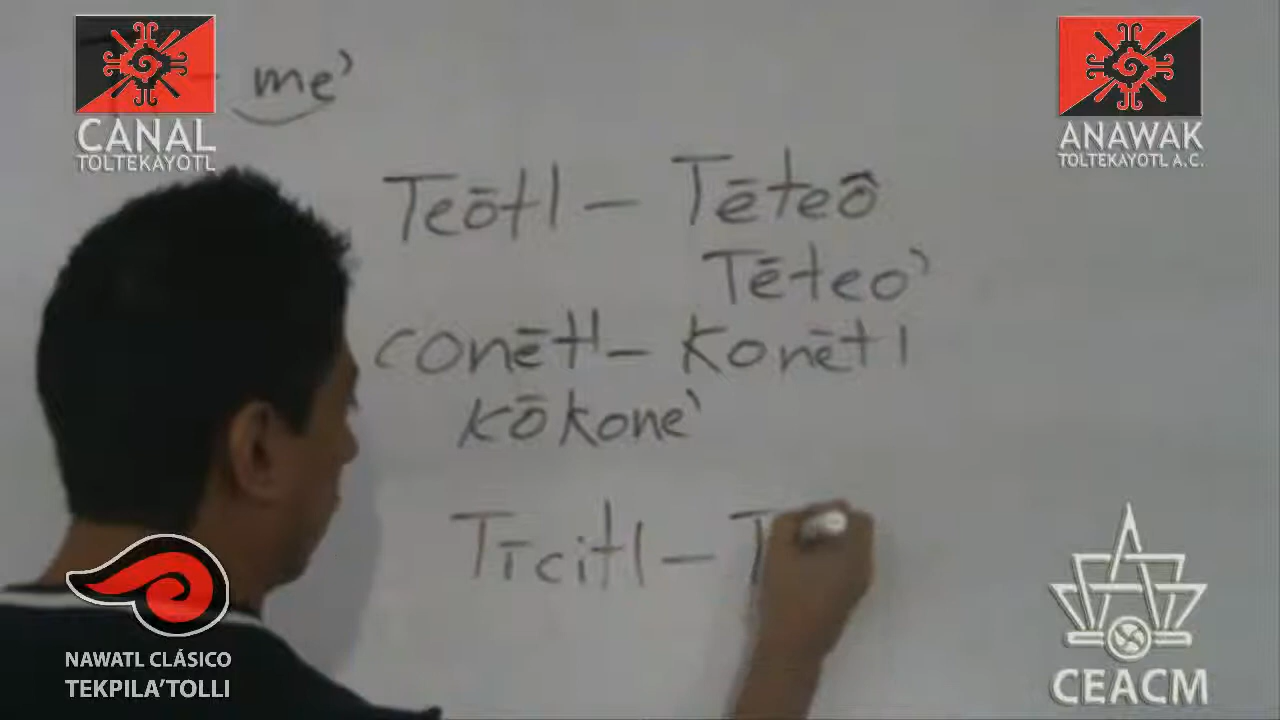 CANAL
TOLTEKAYOTL
ANAWAK
TOLTEKAYOTL A.C.
- me'
Teōtl – Tēteô
Tēteo'
conētl – Konētl
Kōkone'
Tīcitl – T
NAWATL CLÁSICO
TEKPILA'TOLLI
CEACM